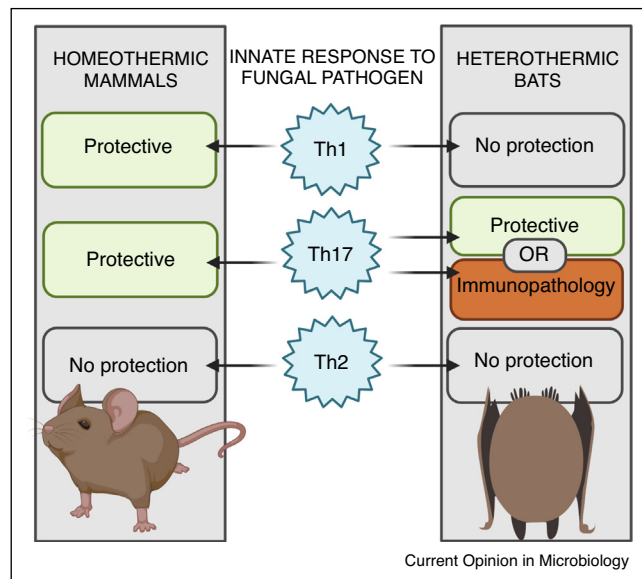 HOMEOTHERMIC
MAMMALS
INNATE RESPONSE TO
FUNGAL PATHOGEN
HETEROTHERMIC
BATS
Protective
Th1
No protection
Protective
Th17
Protective
OR
Immunopathology
No protection
Th2
No protection
Current Opinion in Microbiology